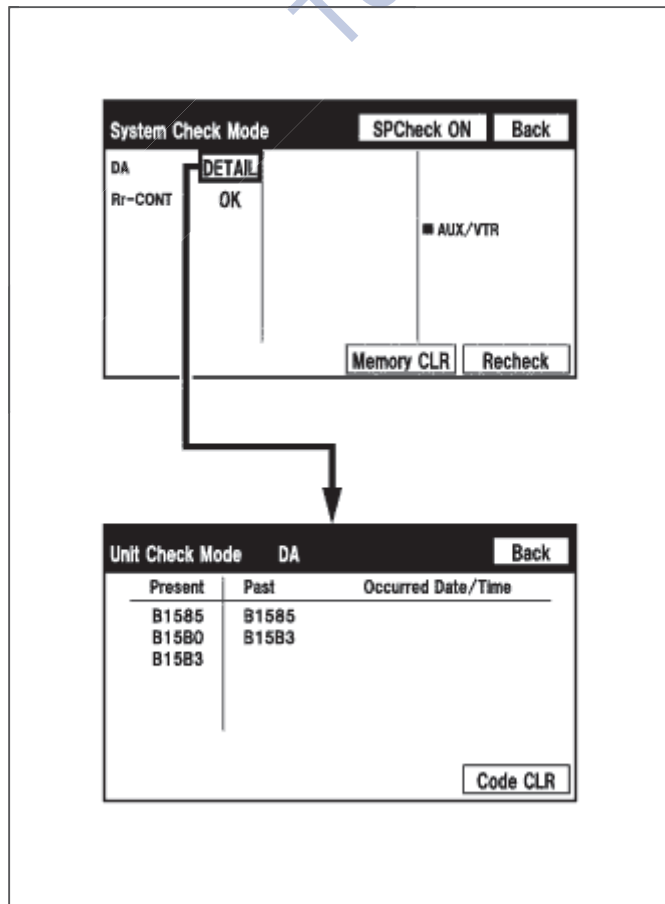 System Check Mode SPCheck ON Back
DA DETAIL
Rr-CONT OK
■ AUX/VTR
Memory CLR Recheck
Unit Check Mode DA Back
Present Past Occurred Date/Time
B1585 B1585
B15B0 B15B3
B15B3
Code CLR